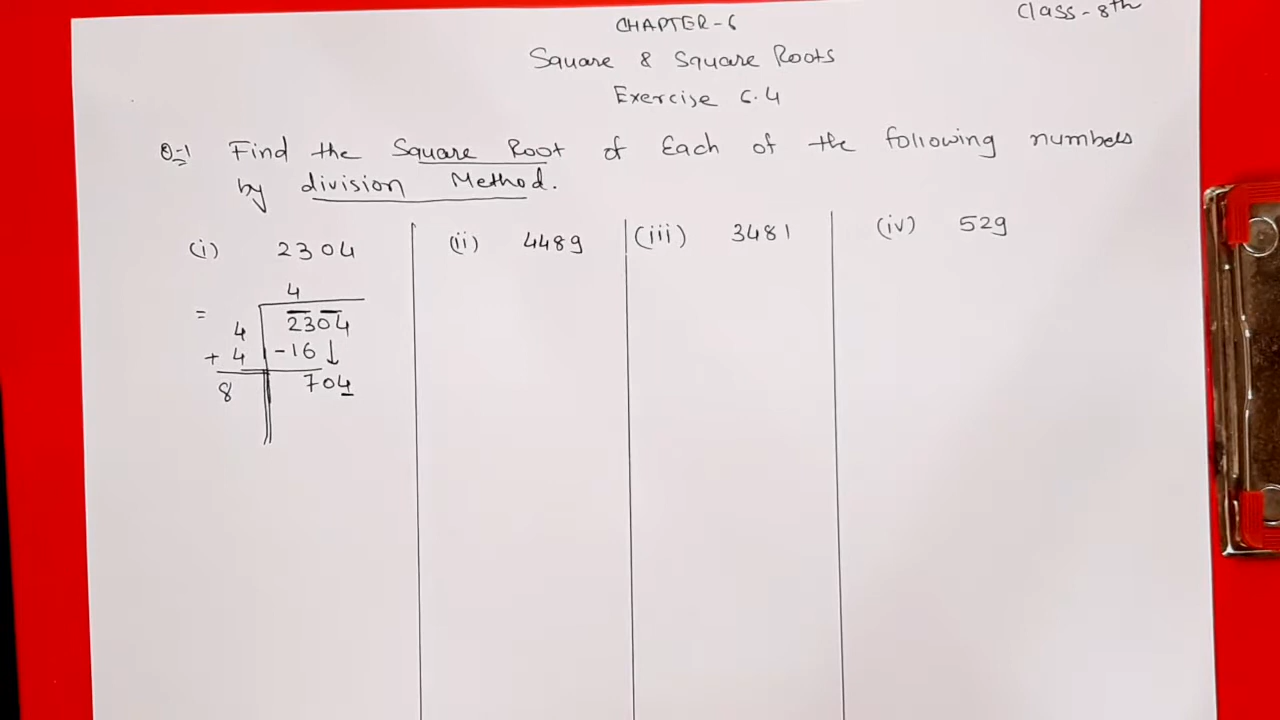 CHAPTER-6
Class-8th
Square & Square Roots
Exercise 6.4
Q-1 Find the Square Root of Each of the following numbers
by division Method.
(i) 2304
(ii) 4489
(iii) 3481
(iv) 529
4
= 4 2304
+ 4 -16 ↓
8 704